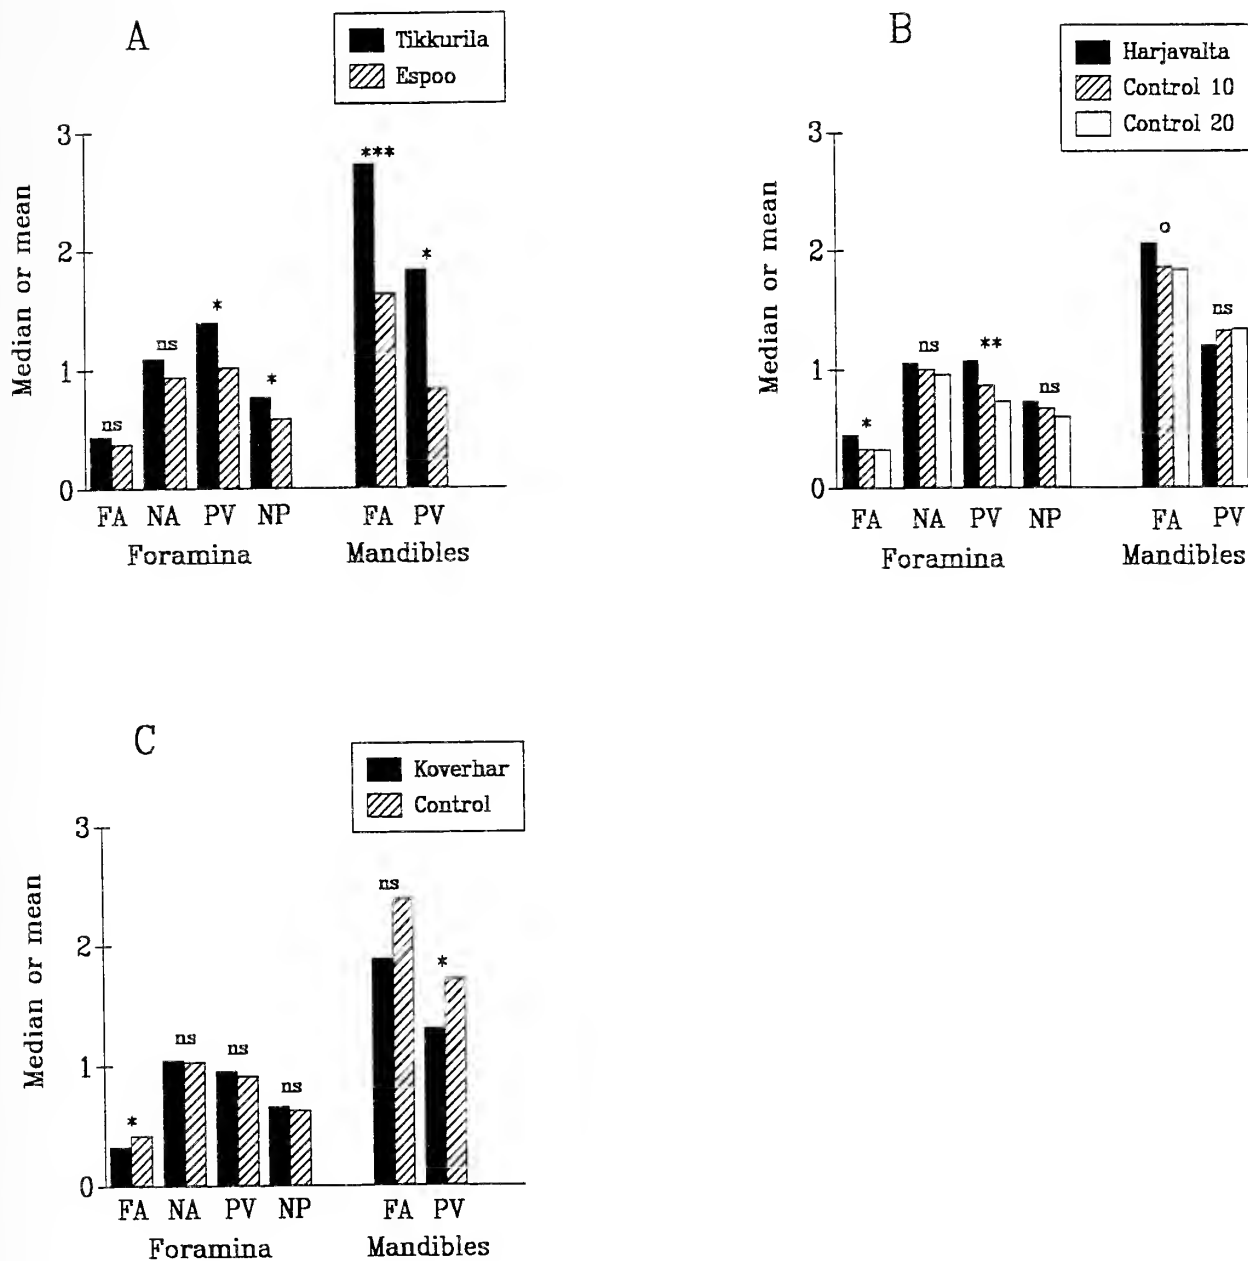 A
Tikkurila
Espoo
Median or mean
3
2
1
0
ns
ns
*
*
***
*
FA NA PV NP FA PV
Foramina Mandibles
B
Harjavalta
Control 10
Control 20
Median or mean
3
2
1
0
*
ns
**
ns
o
ns
FA NA PV NP FA PV
Foramina Mandibles
C
Koverhar
Control
Median or mean
3
2
1
0
*
ns
ns
ns
ns
*
FA NA PV NP FA PV
Foramina Mandibles